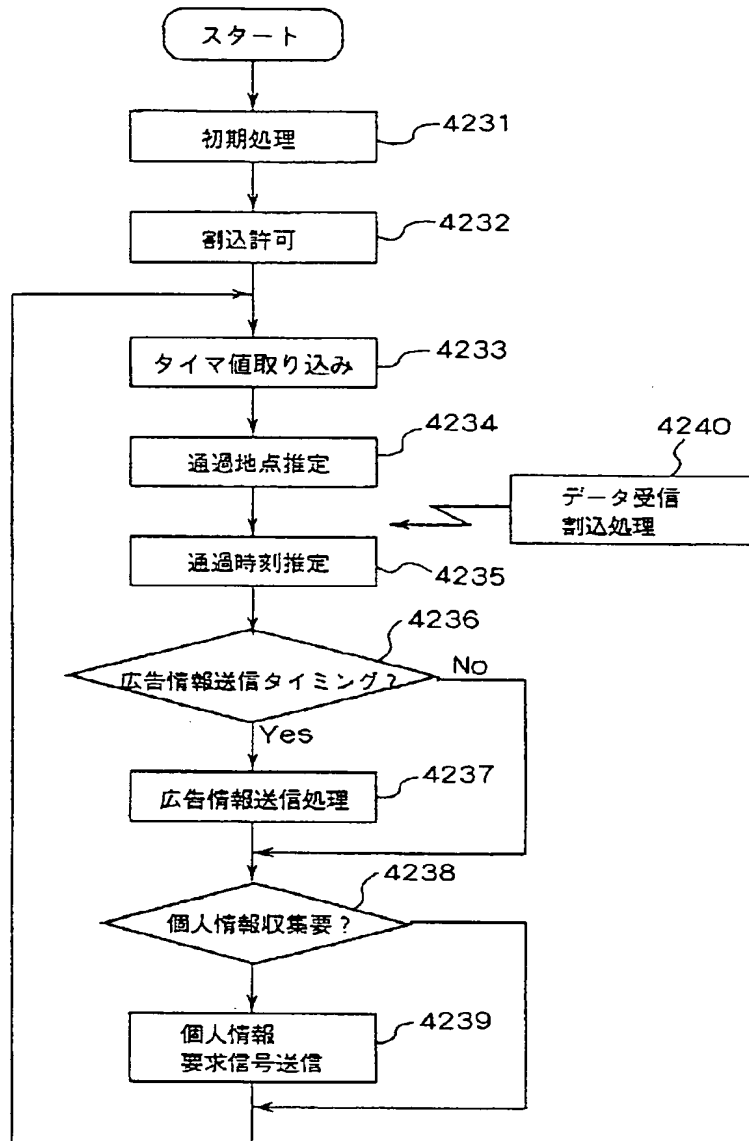 スタート
4231
初期処理
4232
割込許可
4233
タイマ値取り込み
4234
通過地点推定
4240
データ受信
割込処理
通過時刻推定
4235
4236
広告情報送信タイミング?
No
Yes
4237
広告情報送信処理
4238
個人情報収集要?
4239
個人情報
要求信号送信